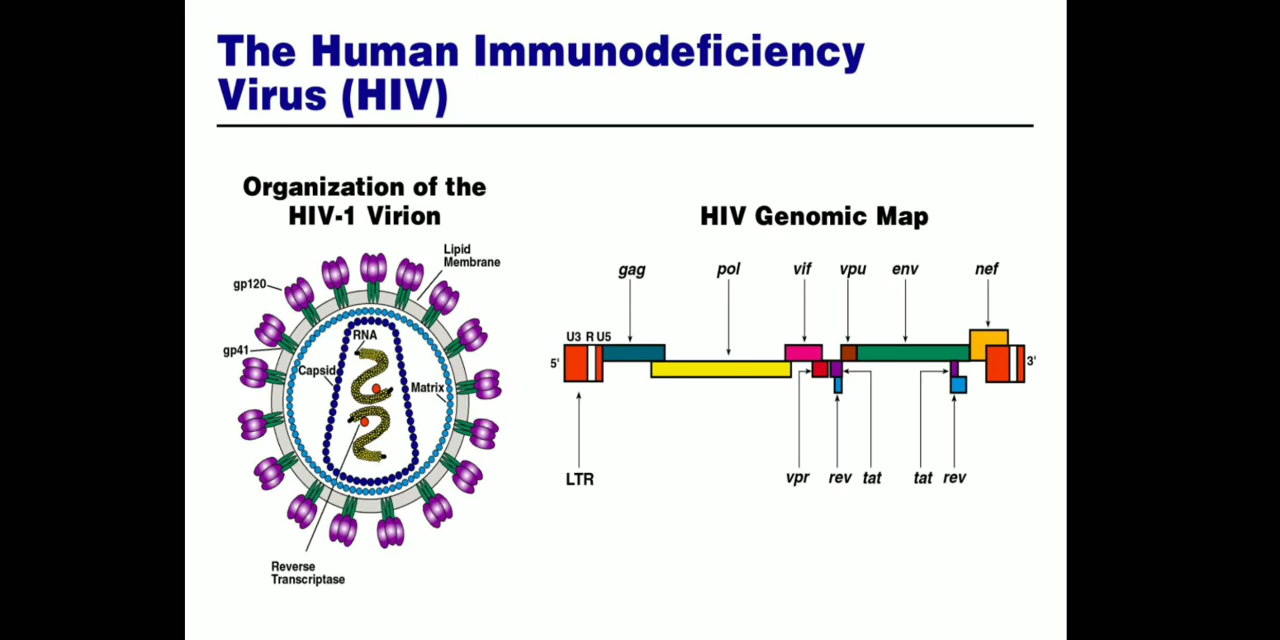 The Human Immunodeficiency
Virus (HIV)
Organization of the
HIV-1 Virion
Lipid
Membrane
gp120
gp41
RNA
Capsid
Matrix
Reverse
Transcriptase
HIV Genomic Map
gag pol vif vpu env nef
U3 R U5
5' 3'
LTR vpr rev tat tat rev